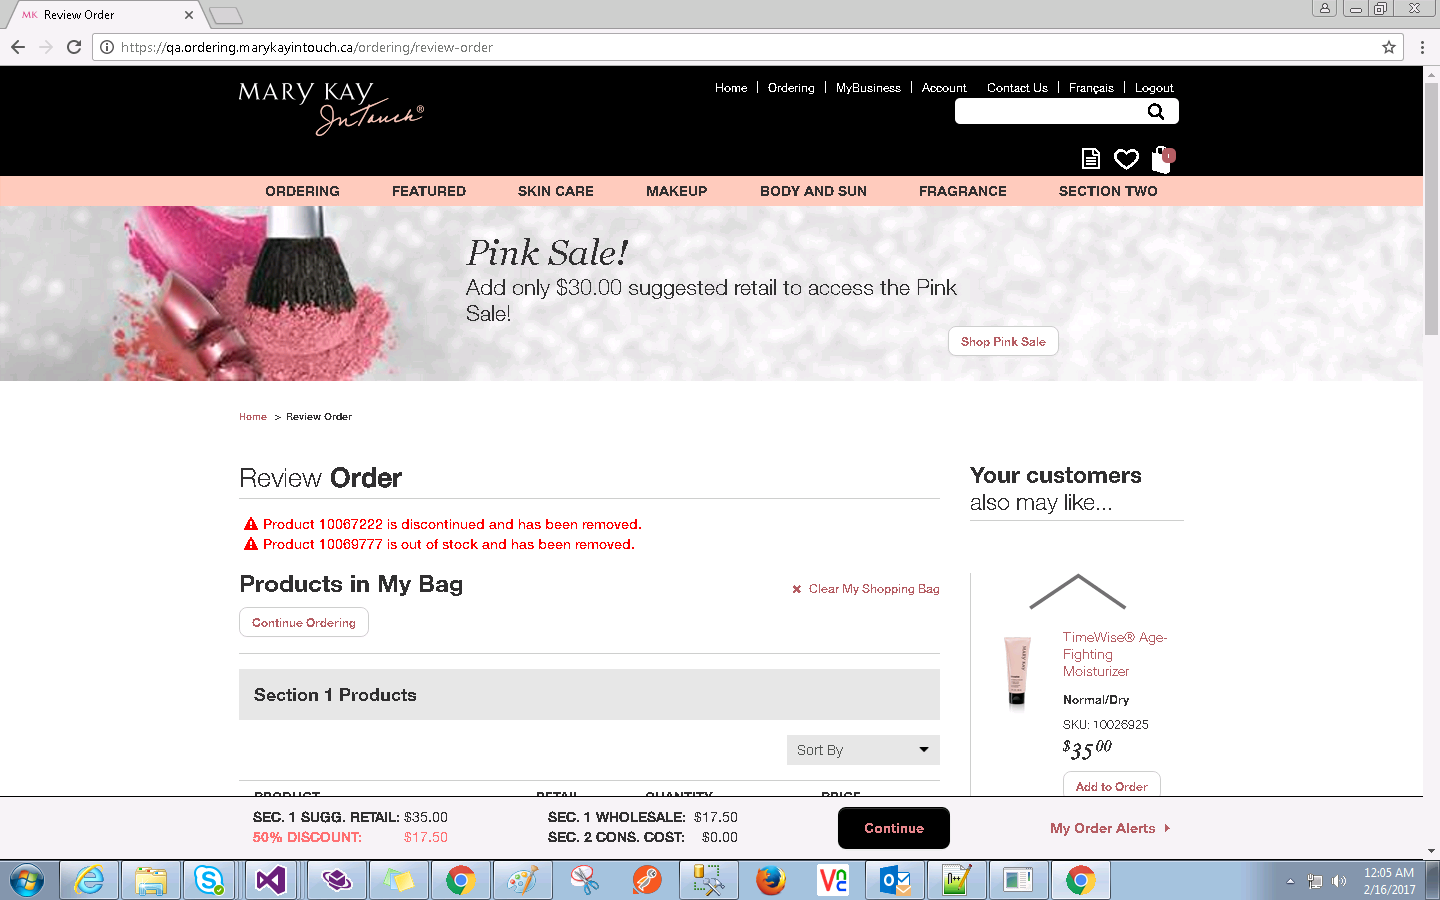 MK Review Order
https://qa.ordering.marykayintouch.ca/ordering/review-order
MARY KAY
InTouch®
Home | Ordering | MyBusiness | Account Contact Us | Français | Logout
ORDERING FEATURED SKIN CARE MAKEUP BODY AND SUN FRAGRANCE SECTION TWO
Pink Sale!
Add only $30.00 suggested retail to access the Pink
Sale!
Shop Pink Sale
Home > Review Order
Review Order
Product 10067222 is discontinued and has been removed.
Product 10069777 is out of stock and has been removed.
Products in My Bag
Clear My Shopping Bag
Continue Ordering
Section 1 Products
Sort By
PRODUCT RETAIL QUANTITY PRICE
Your customers
also may like...
TimeWise® Age-
Fighting
Moisturizer
Normal/Dry
SKU: 10026925
$35.00
Add to Order
SEC. 1 SUGG. RETAIL: $35.00 SEC. 1 WHOLESALE: $17.50
50% DISCOUNT: $17.50 SEC. 2 CONS. COST: $0.00
Continue
My Order Alerts
12:05 AM
2/16/2017